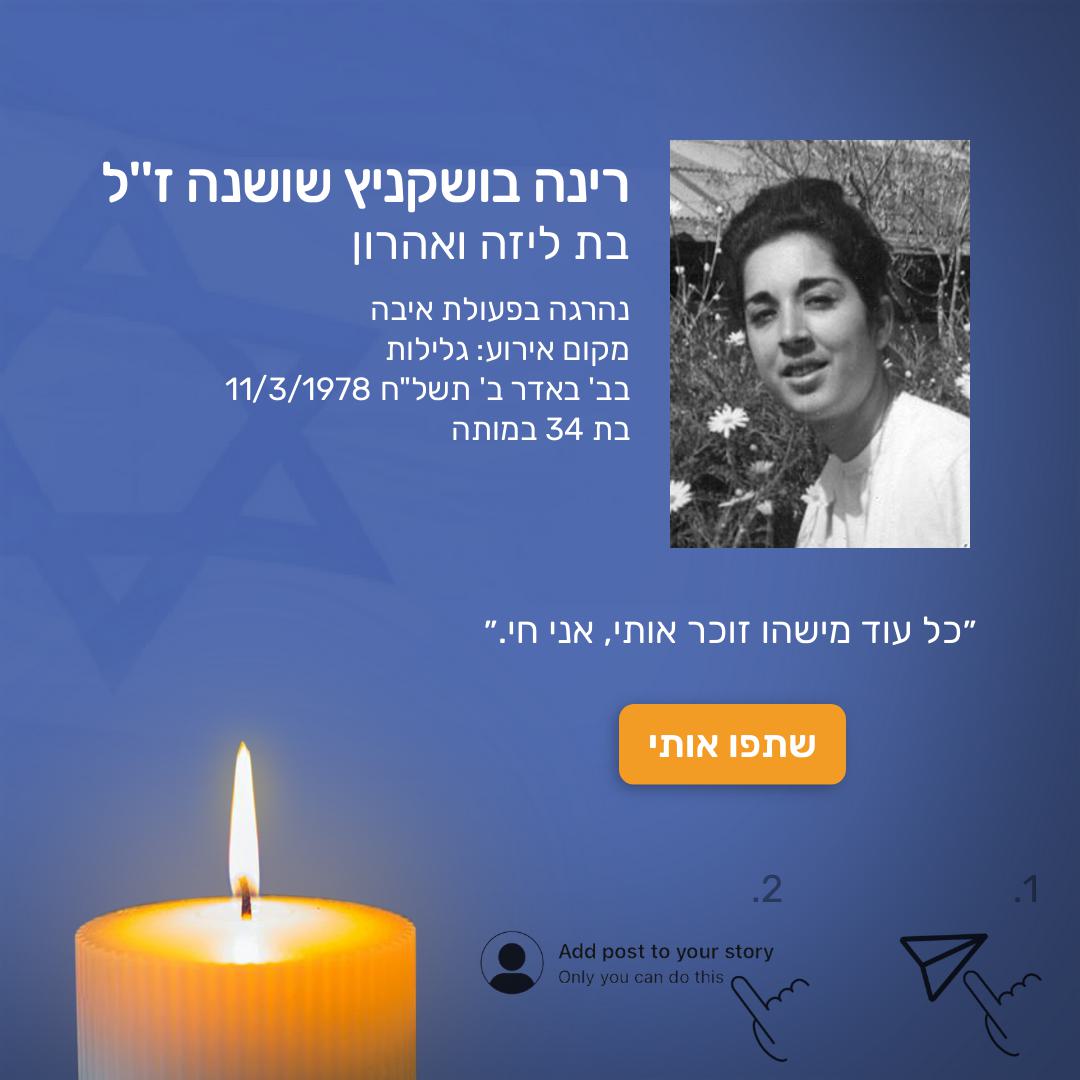 רינה בושקניץ שושנה ז"ל
בת ליזה ואהרון
נהרגה בפעולת איבה
מקום אירוע: גלילות
בב' באדר ב' תשל"ח 11/3/1978
בת 34 במותה
״כל עוד מישהו זוכר אותי, אני חי.״
שתפו אותי
1.
2.
Add post to your story
Only you can do this